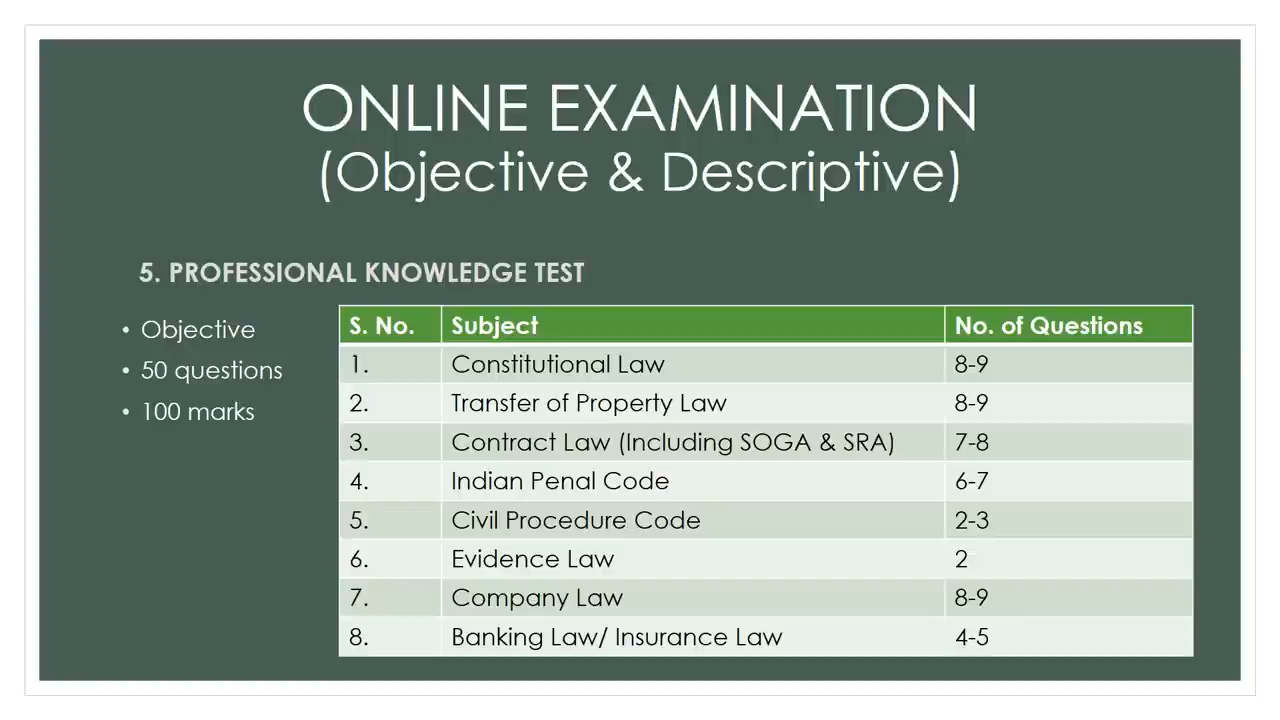 ONLINE EXAMINATION
(Objective & Descriptive)
5. PROFESSIONAL KNOWLEDGE TEST
• Objective
• 50 questions
• 100 marks
S. No. Subject No. of Questions
1. Constitutional Law 8-9
2. Transfer of Property Law 8-9
3. Contract Law (Including SOGA & SRA) 7-8
4. Indian Penal Code 6-7
5. Civil Procedure Code 2-3
6. Evidence Law 2
7. Company Law 8-9
8. Banking Law/ Insurance Law 4-5